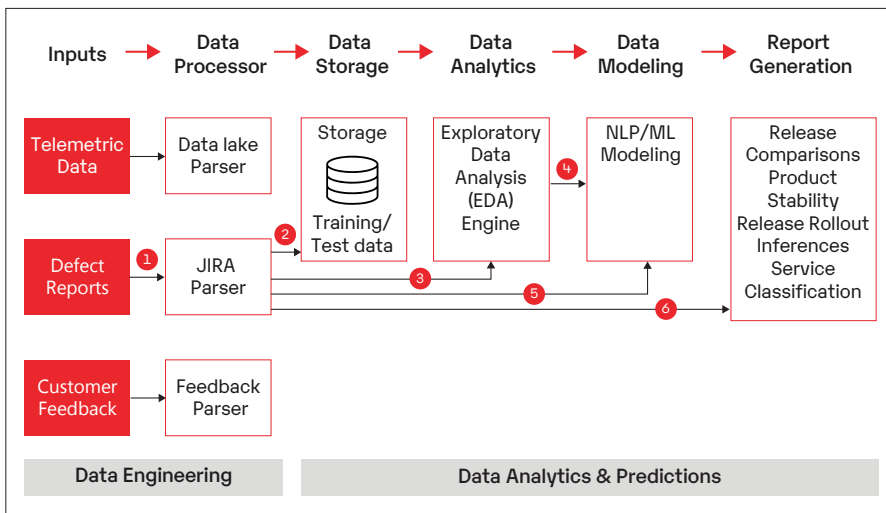 Inputs
Data
Processor
Data
Storage
Data
Analytics
Data
Modeling
Report
Generation
Telemetric
Data
Data lake
Parser
Storage
Training/
Test data
Exploratory
Data
Analysis
(EDA)
Engine
4
NLP/ML
Modeling
Release
Comparisons
Product
Stability
Release Rollout
Inferences
Service
Classification
Defect
Reports
1
JIRA
Parser
2
3
5
6
Customer
Feedback
Feedback
Parser
Data Engineering
Data Analytics & Predictions